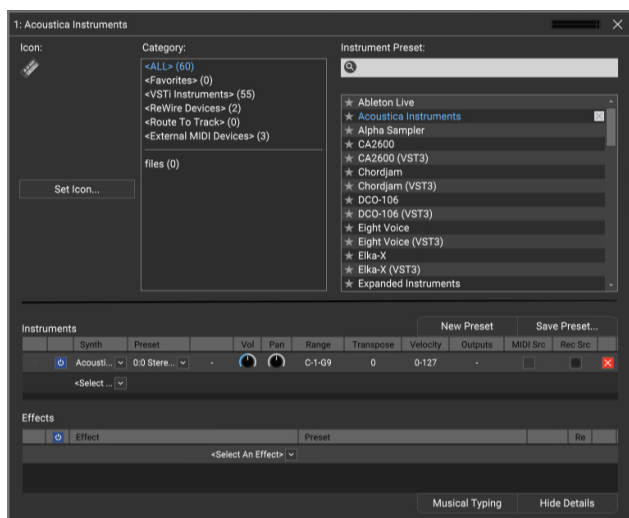 1: Acoustica Instruments
Icon:
Category:
Instrument Preset:
<ALL> (60)
<Favorites> (0)
<VSTi Instruments> (55)
<ReWire Devices> (2)
<Route To Track> (0)
<External MIDI Devices> (3)
files (0)
Set Icon...
Ableton Live
Acoustica Instruments
Alpha Sampler
CA2600
CA2600 (VST3)
Chordjam
Chordjam (VST3)
DCO-106
DCO-106 (VST3)
Eight Voice
Eight Voice (VST3)
Elka-X
Elka-X (VST3)
Expanded Instruments
Instruments
New Preset Save Preset...
Synth Preset Vol Pan Range Transpose Velocity Outputs MIDI Src Rec Src
Acousti... 0:0 Stere... - C-1-G9 0 0-127 -
<Select ...
Effects
Effect Preset Re
<Select An Effect>
Musical Typing Hide Details